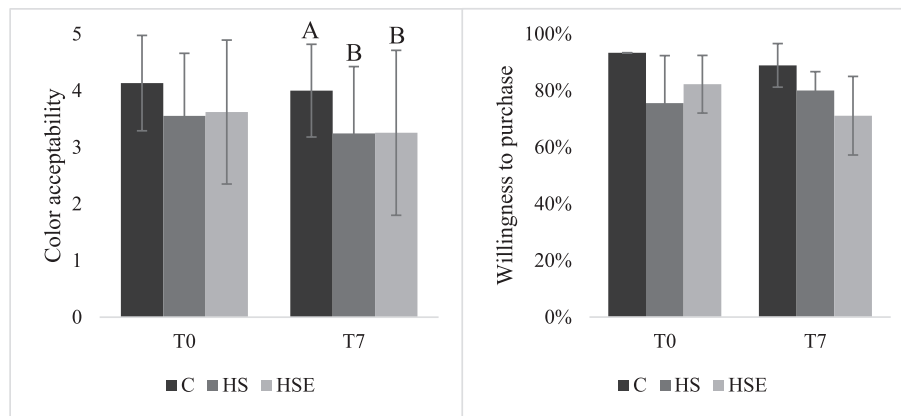 Color acceptability
5
4
3
2
1
0
A
B
B
T0
T7
C
HS
HSE
Willingness to purchase
100%
80%
60%
40%
20%
0%
T0
T7
C
HS
HSE